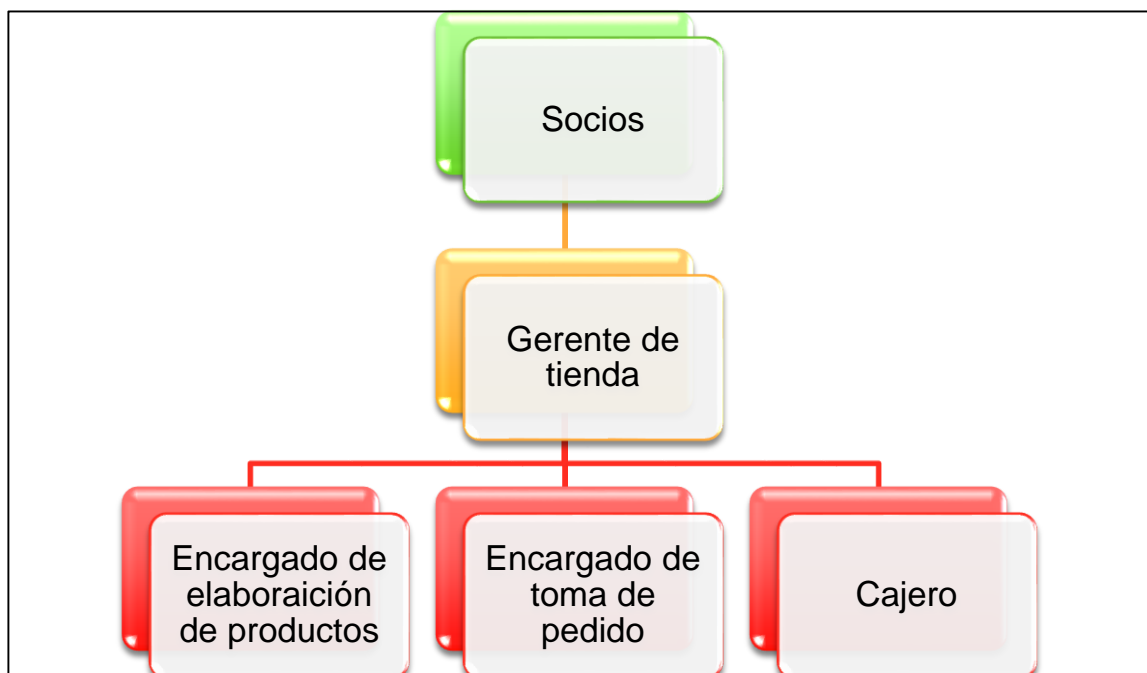 Socios
Gerente de
tienda
Encargado de
elaboraición
de productos
Encargado de
toma de
pedido
Cajero